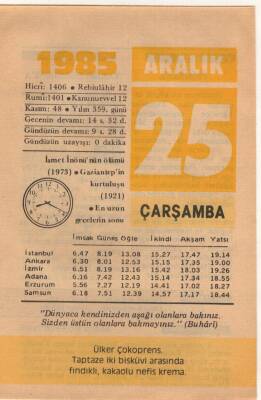 1985
Hicrî: 1406 • Rebiulâhir 12
Rumî: 1401 • Kanunuevvel 12
Kasım: 48 • Yılın 359. günü
Gecenin devamı: 14 s. 32 d.
Gündüzün devamı: 9 s. 28 d.
Gündüzün uzayışı: 0 dakika
İsmet İnönü'nün ölümü
(1973) • Gaziantep'in
kurtuluşu
(1921)
• En uzun
gecelerin sonu
ARALIK
25
ÇARŞAMBA
İmsak Güneş Öğle İkindi Akşam Yatsı
İstanbul 6.47 8.19 13.08 15.27 17.47 19.14
Ankara 6.30 8.01 12.53 15.15 17.35 19.00
İzmir 6.51 8.19 13.16 15.42 18.03 19.26
Adana 6.16 7.42 12.43 15.14 17.34 18.55
Erzurum 5.56 7.27 12.19 14.41 17.02 18.27
Samsun 6.18 7.51 12.39 14.57 17.17 18.44
"Dünyaca kendinizden aşağı olanlara bakınız.
Sizden üstün olanlara bakmayınız." (Buhârî)
Ülker Çokoprens.
Taptaze iki bisküvi arasında
fındıklı, kakaolu nefis krema.